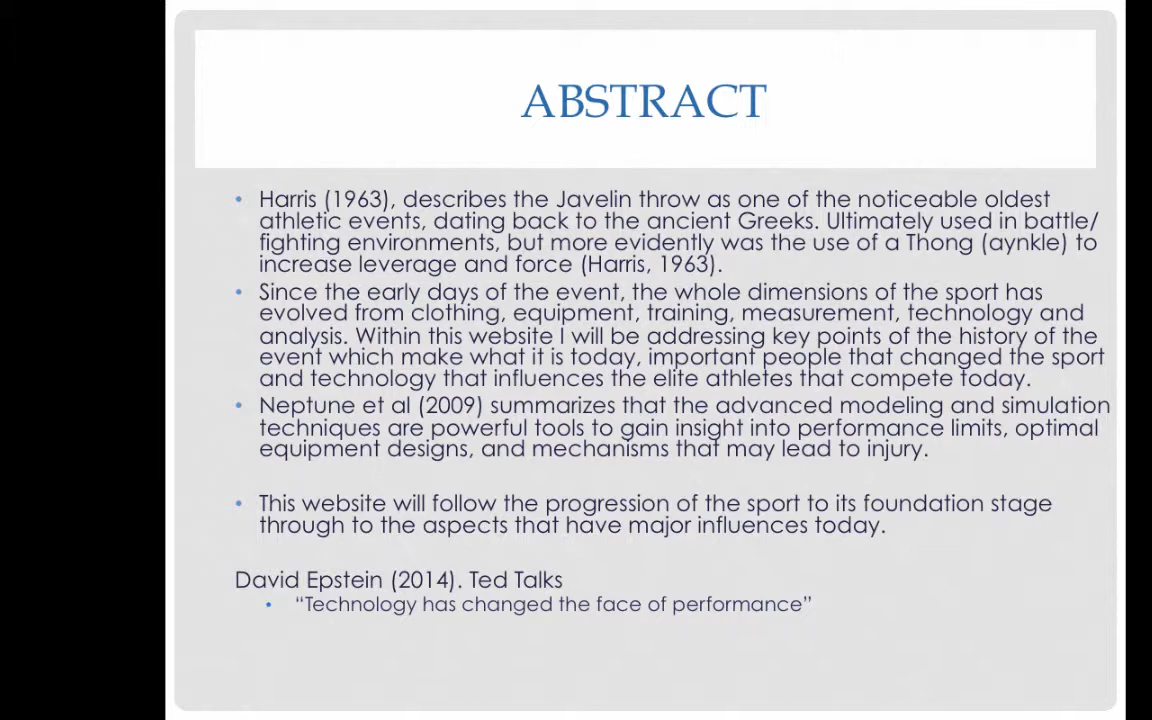 ABSTRACT
• Harris (1963), describes the Javelin throw as one of the noticeable oldest
athletic events, dating back to the ancient Greeks. Ultimately used in battle/
fighting environments, but more evidently was the use of a Thong (aynkle) to
increase leverage and force (Harris, 1963).
• Since the early days of the event, the whole dimensions of the sport has
evolved from clothing, equipment, training, measurement, technology and
analysis. Within this website I will be addressing key points of the history of the
event which make what it is today, important people that changed the sport
and technology that influences the elite athletes that compete today.
• Neptune et al (2009) summarizes that the advanced modeling and simulation
techniques are powerful tools to gain insight into performance limits, optimal
equipment designs, and mechanisms that may lead to injury.
• This website will follow the progression of the sport to its foundation stage
through to the aspects that have major influences today.
David Epstein (2014). Ted Talks
• “Technology has changed the face of performance”